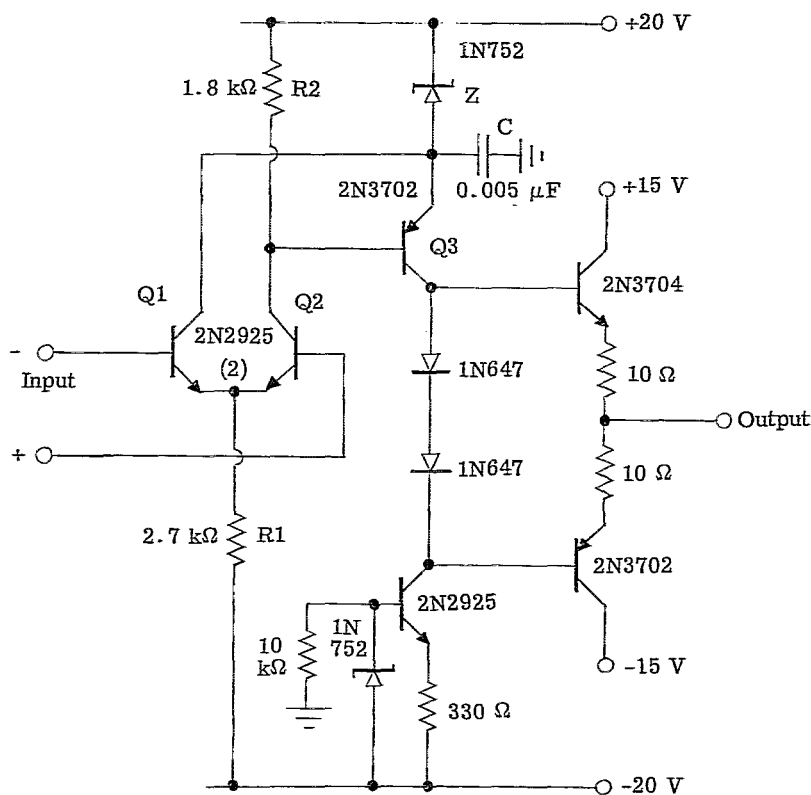 +20 V
1N752
1.8 kΩ R2
Z
C
2N3702
0.005 μF
+15 V
Q3
Q1
Q2
2N3704
2N2925
(2)
-
Input
1N647
10 Ω
Output
+
1N647
10 Ω
2.7 kΩ R1
2N3702
2N2925
10
kΩ
1N
752
-15 V
330 Ω
-20 V